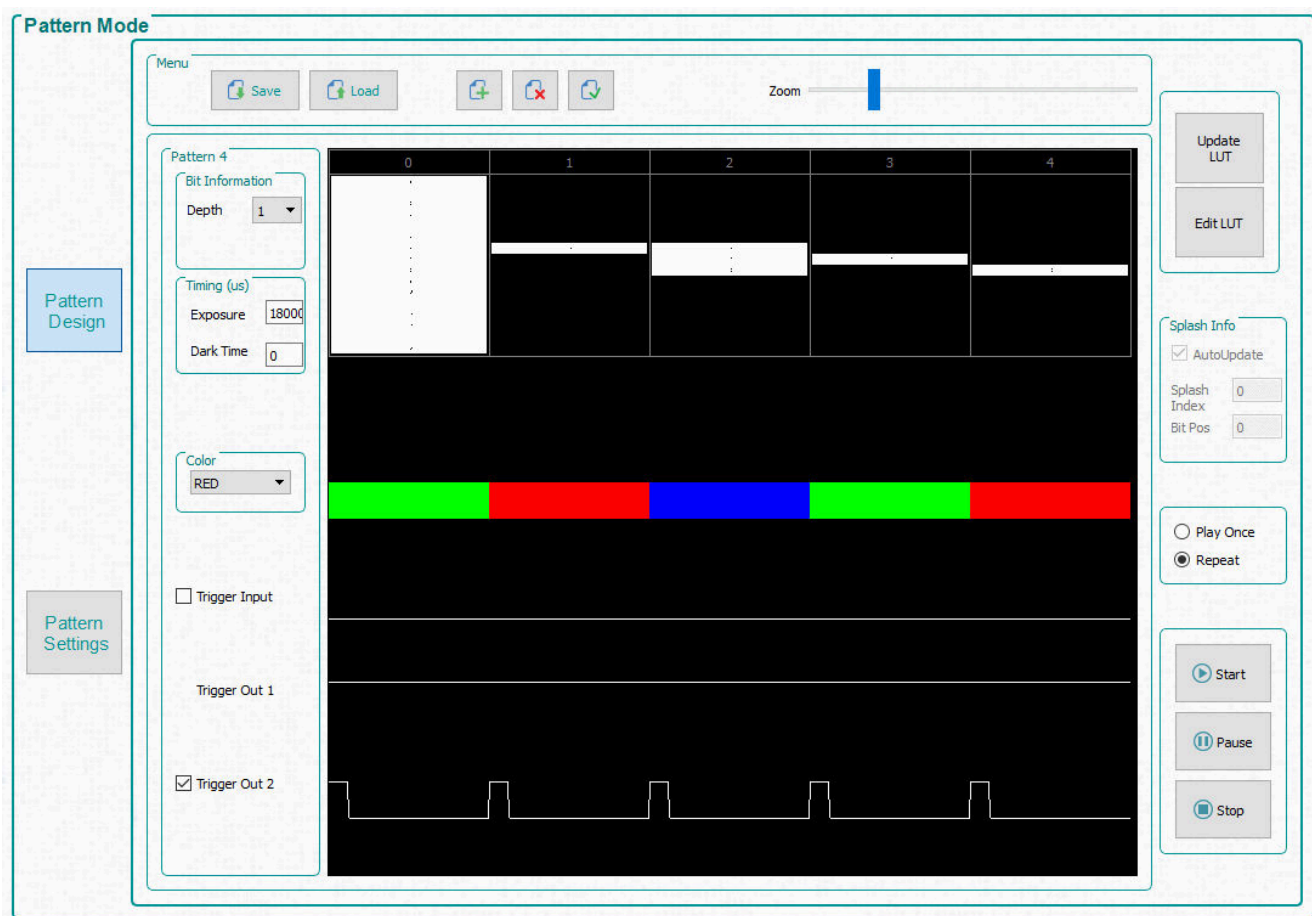 Pattern Mode
Menu
Save
Load
Zoom
Pattern 4
Bit Information
Depth 1
Timing (us)
Exposure 18000
Dark Time 0
Color
RED
Trigger Input
Trigger Out 1
Trigger Out 2
0 1 2 3 4
Pattern
Design
Pattern
Settings
Update
LUT
Edit LUT
Splash Info
AutoUpdate
Splash
Index
0
Bit Pos 0
Play Once
Repeat
Start
Pause
Stop